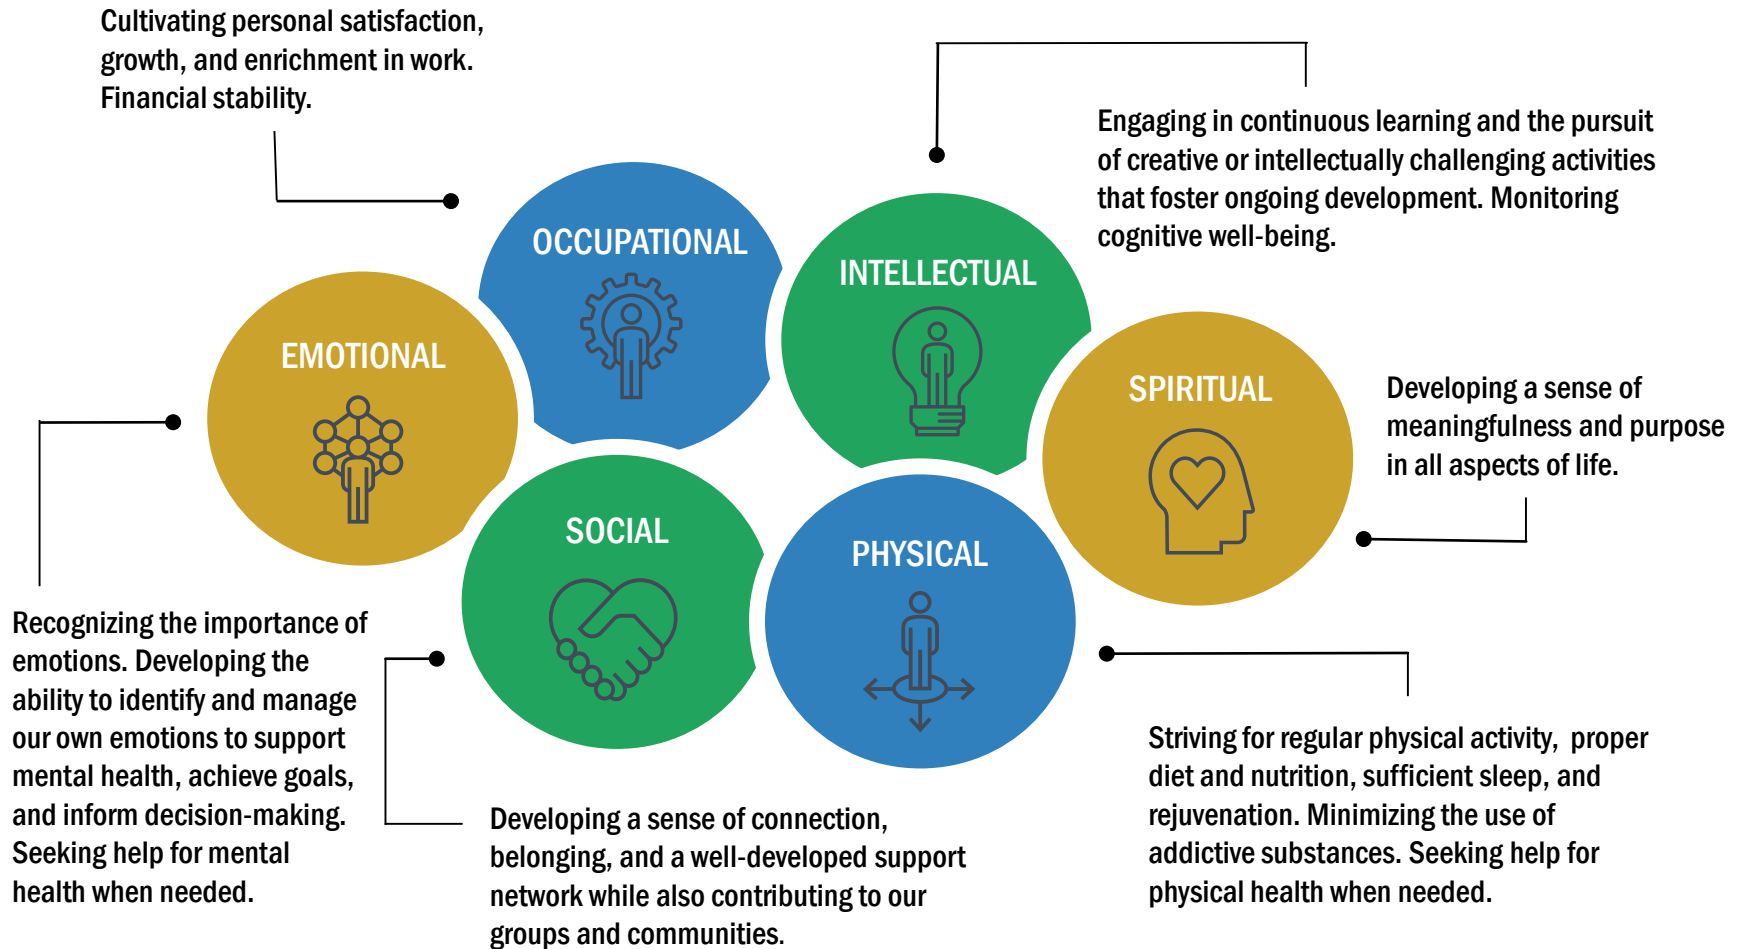 Cultivating personal satisfaction,
growth, and enrichment in work.
Financial stability.
Engaging in continuous learning and the pursuit
of creative or intellectually challenging activities
that foster ongoing development. Monitoring
cognitive well-being.
OCCUPATIONAL
INTELLECTUAL
EMOTIONAL
SPIRITUAL
Developing a sense of
meaningfulness and purpose
in all aspects of life.
SOCIAL
PHYSICAL
Recognizing the importance of
emotions. Developing the
ability to identify and manage
our own emotions to support
mental health, achieve goals,
and inform decision-making.
Seeking help for mental
health when needed.
Developing a sense of connection,
belonging, and a well-developed support
network while also contributing to our
groups and communities.
Striving for regular physical activity,  proper
diet and nutrition, sufficient sleep, and
rejuvenation. Minimizing the use of
addictive substances. Seeking help for
physical health when needed.